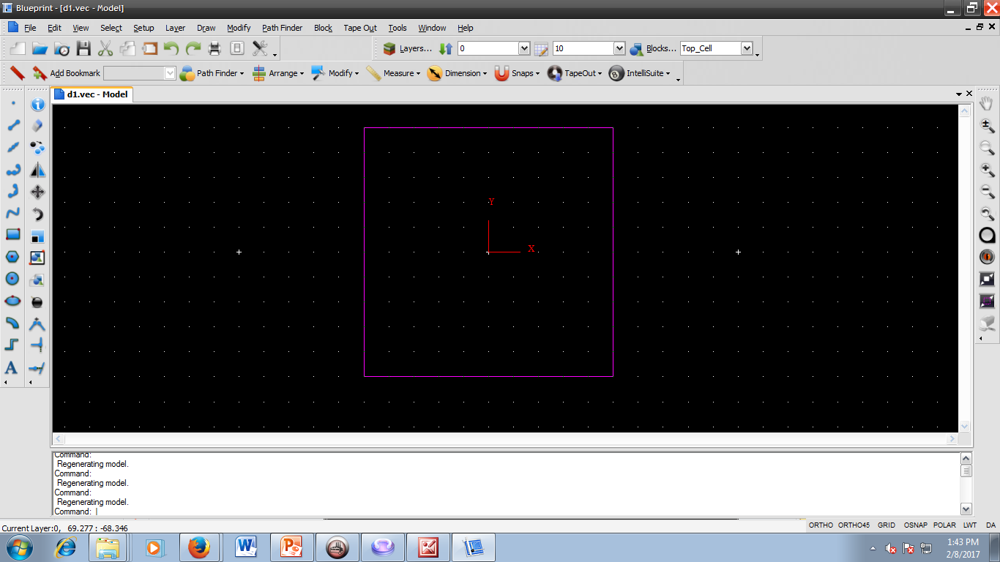 Blueprint - [d1.vec - Model]
File Edit View Select Setup Layer Draw Modify Path Finder Block Tape Out Tools Window Help
Layers... 0 10 Blocks... Top_Cell
Add Bookmark Path Finder Arrange Modify Measure Dimension Snaps TapeOut IntelliSuite
d1.vec - Model
Y
X
A
Command:
Regenerating model.
Command:
Regenerating model.
Command:
Regenerating model.
Command:
Current Layer:0, 69.277 : -68.346 ORTHO ORTHO45 GRID OSNAP POLAR LWT DA
1:43 PM
2/8/2017